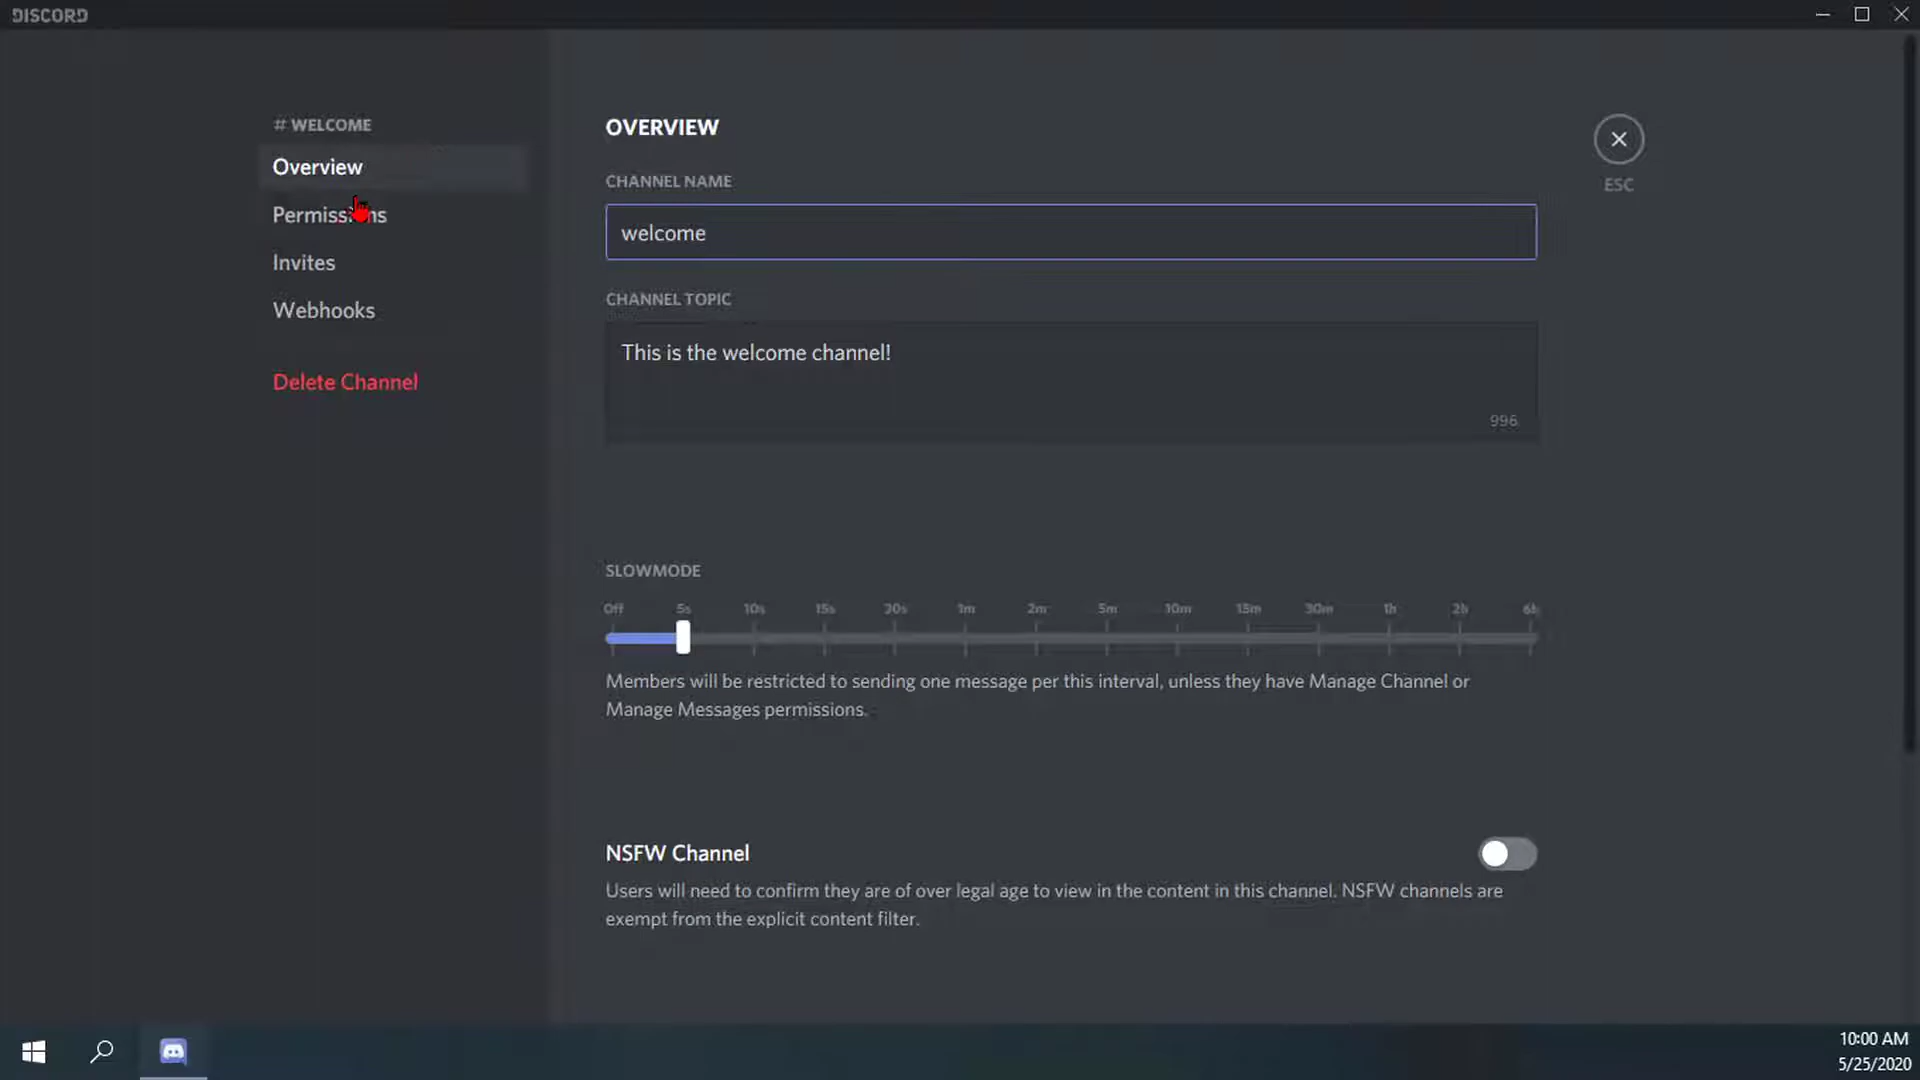 DISCORD
# WELCOME
Overview
Permissions
Invites
Webhooks
Delete Channel
OVERVIEW
CHANNEL NAME
welcome
CHANNEL TOPIC
This is the welcome channel!
996
ESC
SLOWMODE
Off 5s 10s 15s 30s 1m 2m 5m 10m 15m 30m 1h 2h 6h
Members will be restricted to sending one message per this interval, unless they have Manage Channel or
Manage Messages permissions.
NSFW Channel
Users will need to confirm they are of over legal age to view in the content in this channel. NSFW channels are
exempt from the explicit content filter.
10:00 AM
5/25/2020